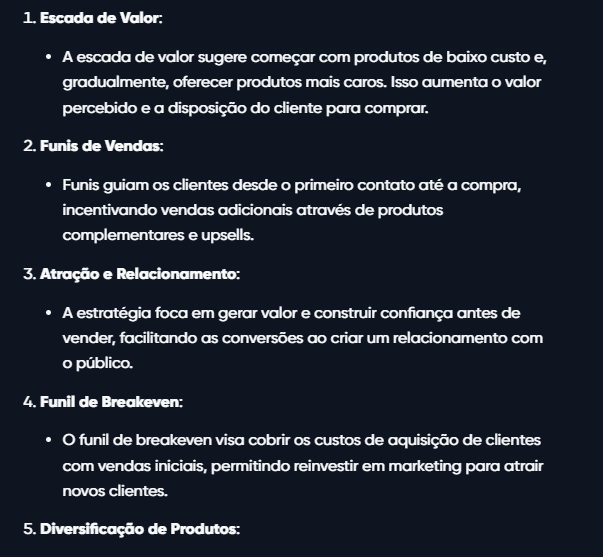 1. Escada de Valor:
• A escada de valor sugere começar com produtos de baixo custo e,
gradualmente, oferecer produtos mais caros. Isso aumenta o valor
percebido e a disposição do cliente para comprar.
2. Funis de Vendas:
• Funis guiam os clientes desde o primeiro contato até a compra,
incentivando vendas adicionais através de produtos
complementares e upsells.
3. Atração e Relacionamento:
• A estratégia foca em gerar valor e construir confiança antes de
vender, facilitando as conversões ao criar um relacionamento com
o público.
4. Funil de Breakeven:
• O funil de breakeven visa cobrir os custos de aquisição de clientes
com vendas iniciais, permitindo reinvestir em marketing para atrair
novos clientes.
5. Diversificação de Produtos: